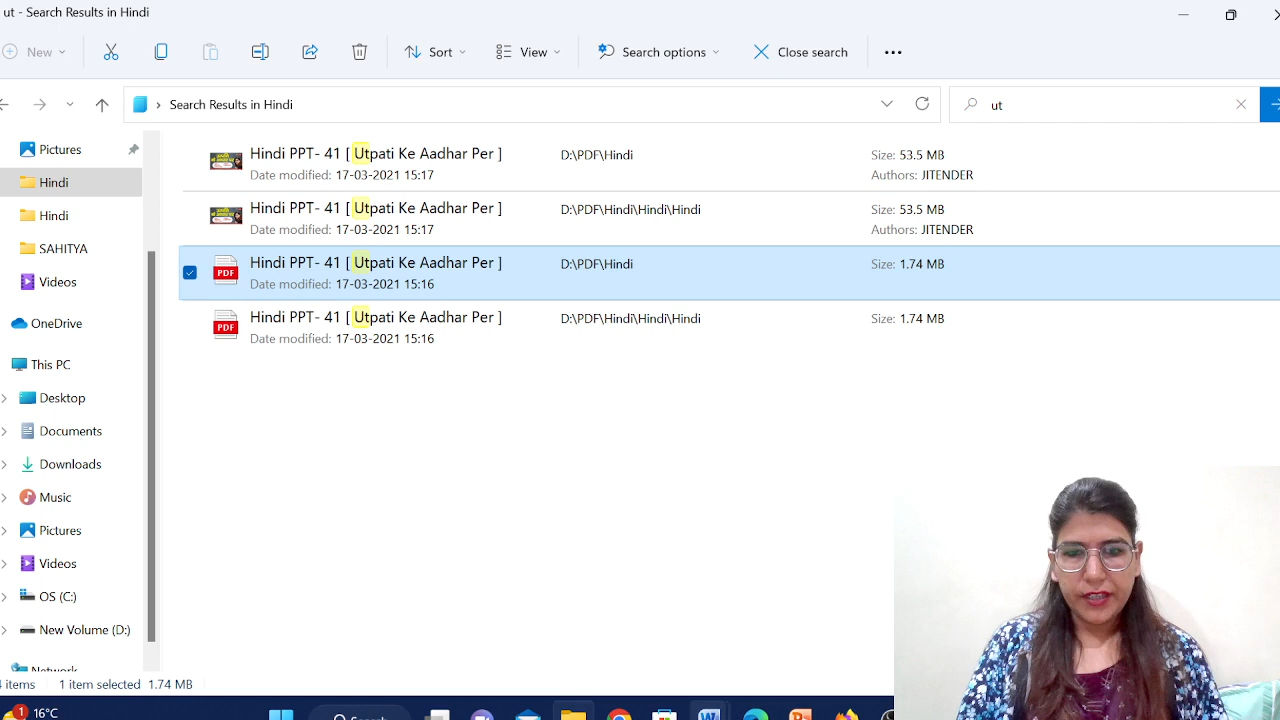 ut - Search Results in Hindi
New
Sort
View
Search options
Close search
Search Results in Hindi
ut
Pictures
Hindi
Hindi
SAHITYA
Videos
OneDrive
This PC
Desktop
Documents
Downloads
Music
Pictures
Videos
OS (C:)
New Volume (D:)
Network
Hindi PPT- 41 [ Utpati Ke Aadhar Per ] D:\PDF\Hindi Size: 53.5 MB
Date modified: 17-03-2021 15:17 Authors: JITENDER
Hindi PPT- 41 [ Utpati Ke Aadhar Per ] D:\PDF\Hindi\Hindi\Hindi Size: 53.5 MB
Date modified: 17-03-2021 15:17 Authors: JITENDER
PDF
Hindi PPT- 41 [ Utpati Ke Aadhar Per ] D:\PDF\Hindi Size: 1.74 MB
Date modified: 17-03-2021 15:16
PDF
Hindi PPT- 41 [ Utpati Ke Aadhar Per ] D:\PDF\Hindi\Hindi\Hindi Size: 1.74 MB
Date modified: 17-03-2021 15:16
items 1 item selected 1.74 MB
1 16°C
Search